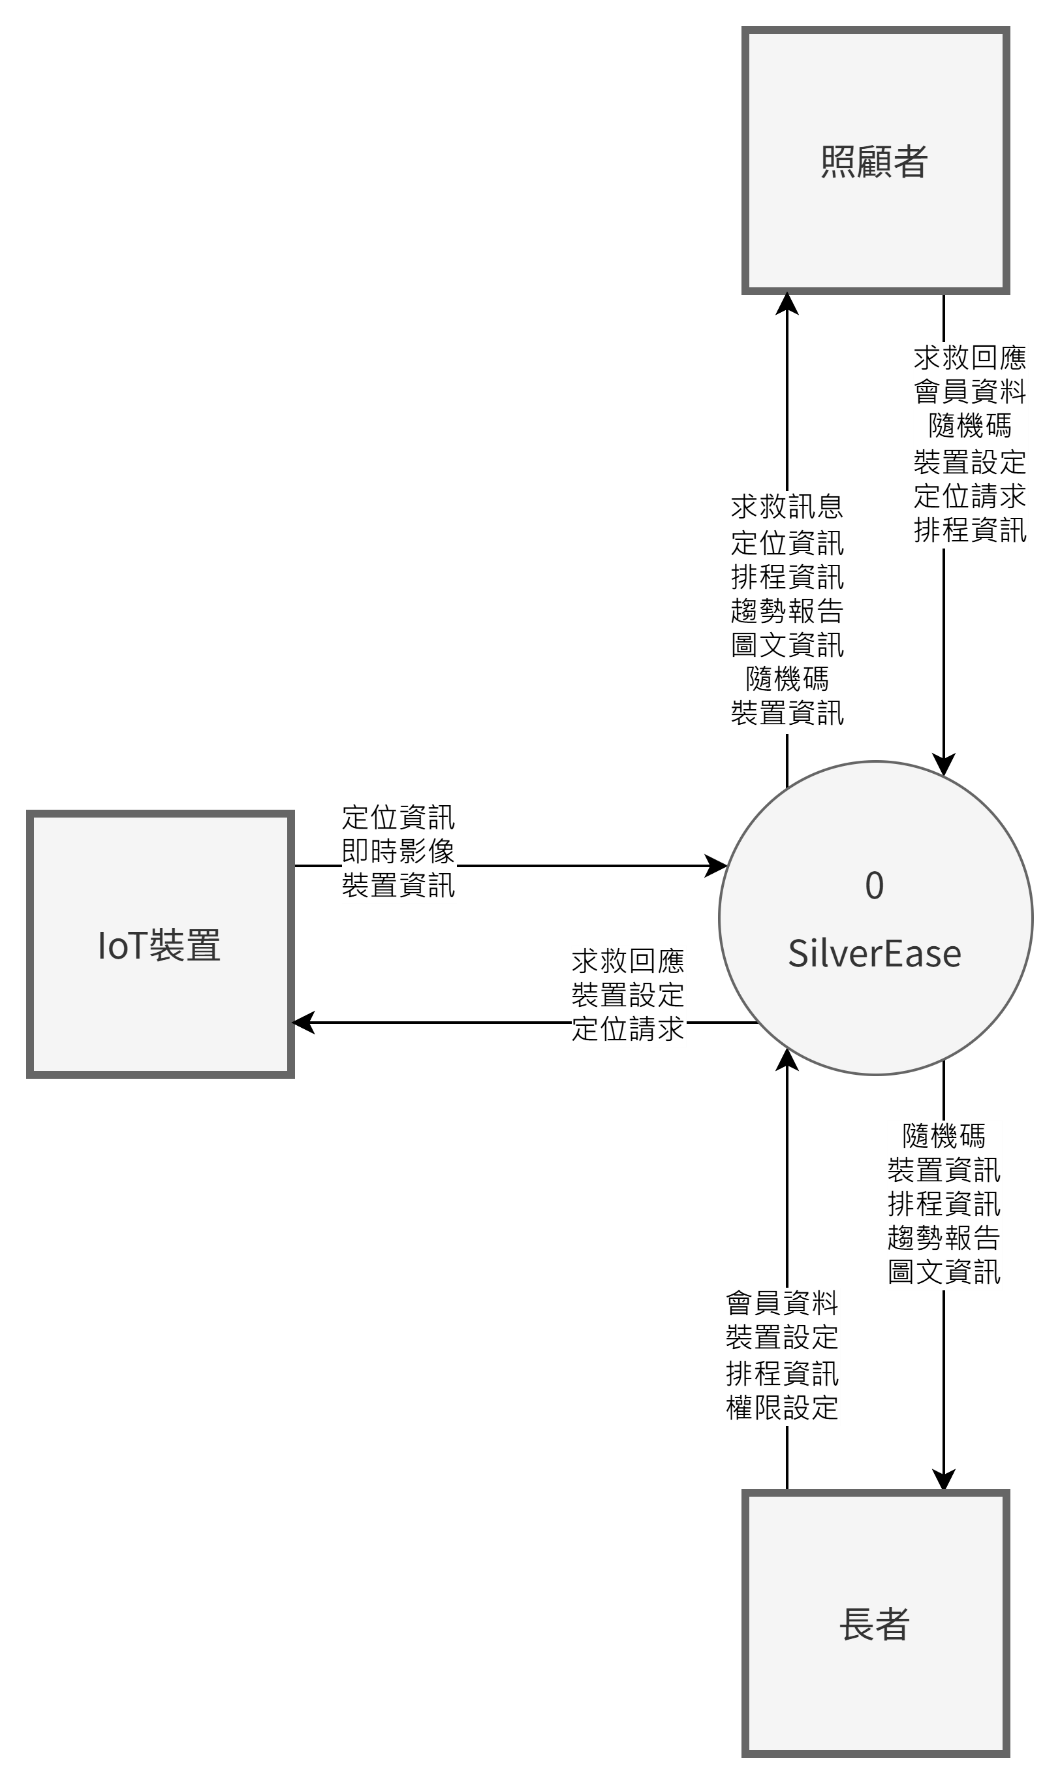 照顧者
求救回應
會員資料
隨機碼
裝置設定
定位請求
排程資訊
求救訊息
定位資訊
排程資訊
趨勢報告
圖文資訊
隨機碼
裝置資訊
定位資訊
即時影像
裝置資訊
IoT裝置
0
SilverEase
求救回應
裝置設定
定位請求
隨機碼
裝置資訊
排程資訊
趨勢報告
圖文資訊
會員資料
裝置設定
排程資訊
權限設定
長者